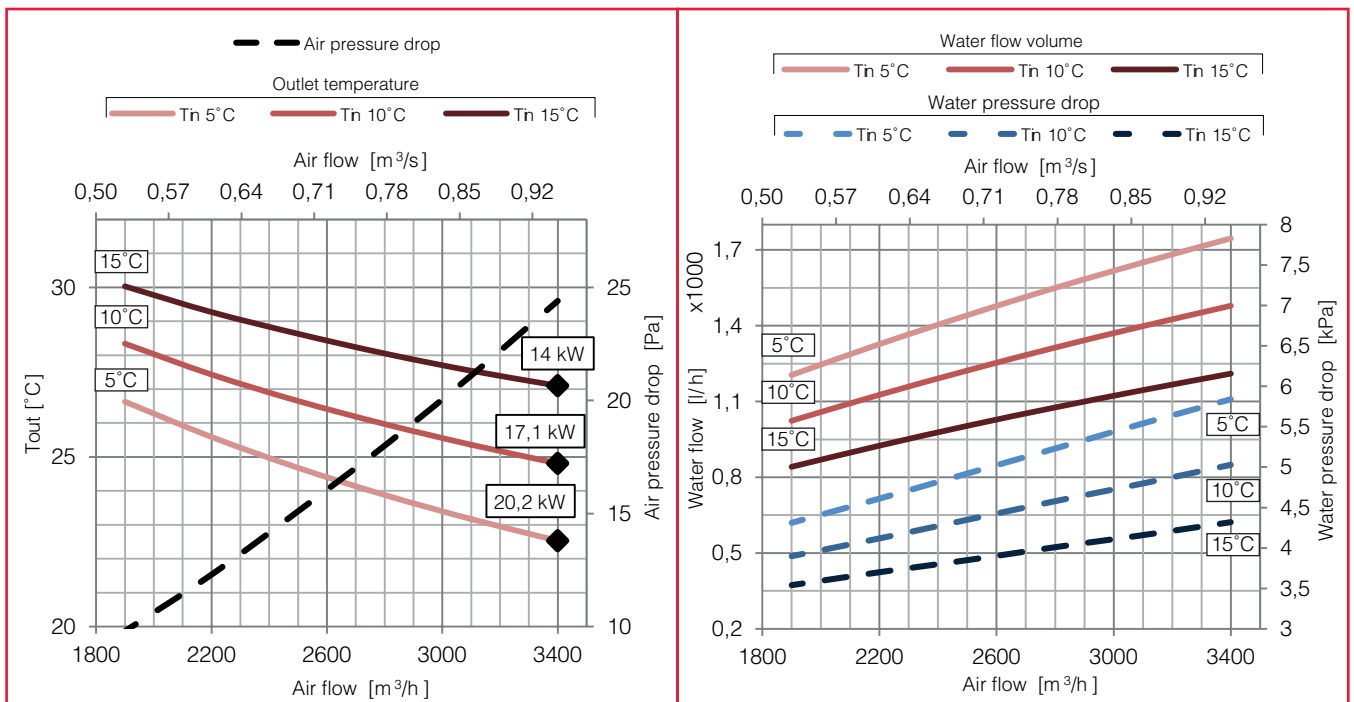 Air pressure drop
Outlet temperature
Tin 5°C Tin 10°C Tin 15°C
Air flow [m³/s]
0,50 0,57 0,64 0,71 0,78 0,85 0,92
15°C
10°C
5°C
30
25
20
Tout [°C]
14 kW
17,1 kW
20,2 kW
25
20
15
10
Air pressure drop [Pa]
1800 2200 2600 3000 3400
Air flow [m³/h]
Water flow volume
Tin 5°C Tin 10°C Tin 15°C
Water pressure drop
Tin 5°C Tin 10°C Tin 15°C
Air flow [m³/s]
0,50 0,57 0,64 0,71 0,78 0,85 0,92
1,7
1,4
1,1
0,8
0,5
0,2
Water flow [l/h] x1000
5°C
10°C
15°C
5°C
10°C
15°C
8
7,5
7
6,5
6
5,5
5
4,5
4
3,5
3
Water pressure drop [kPa]
1800 2200 2600 3000 3400
Air flow [m³/h]